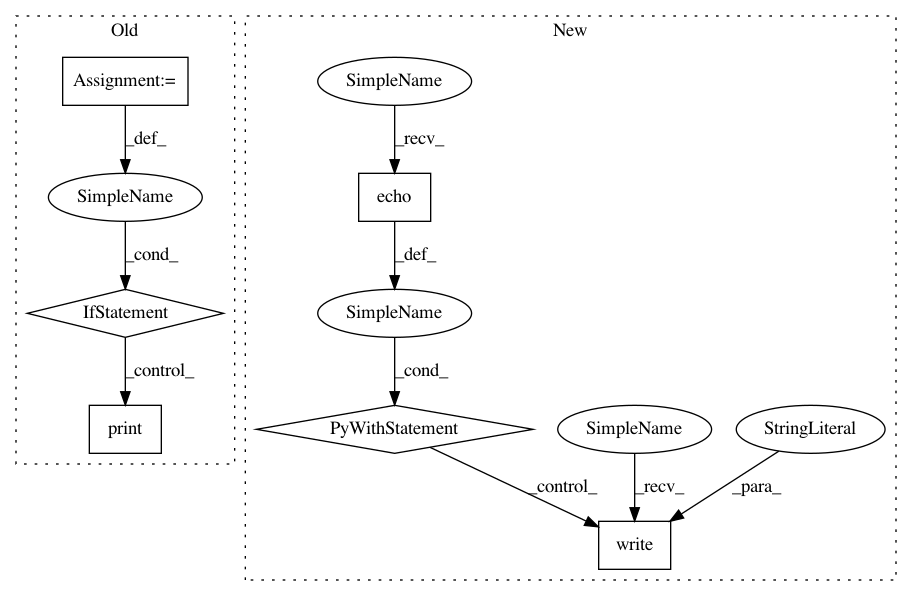 Old
Assignment:=
_def_
SimpleName
_cond_
IfStatement
_control_
print
New
SimpleName
_recv_
echo
_def_
SimpleName
_cond_
PyWithStatement
SimpleName
StringLiteral
_control_
_recv_
_para_
write